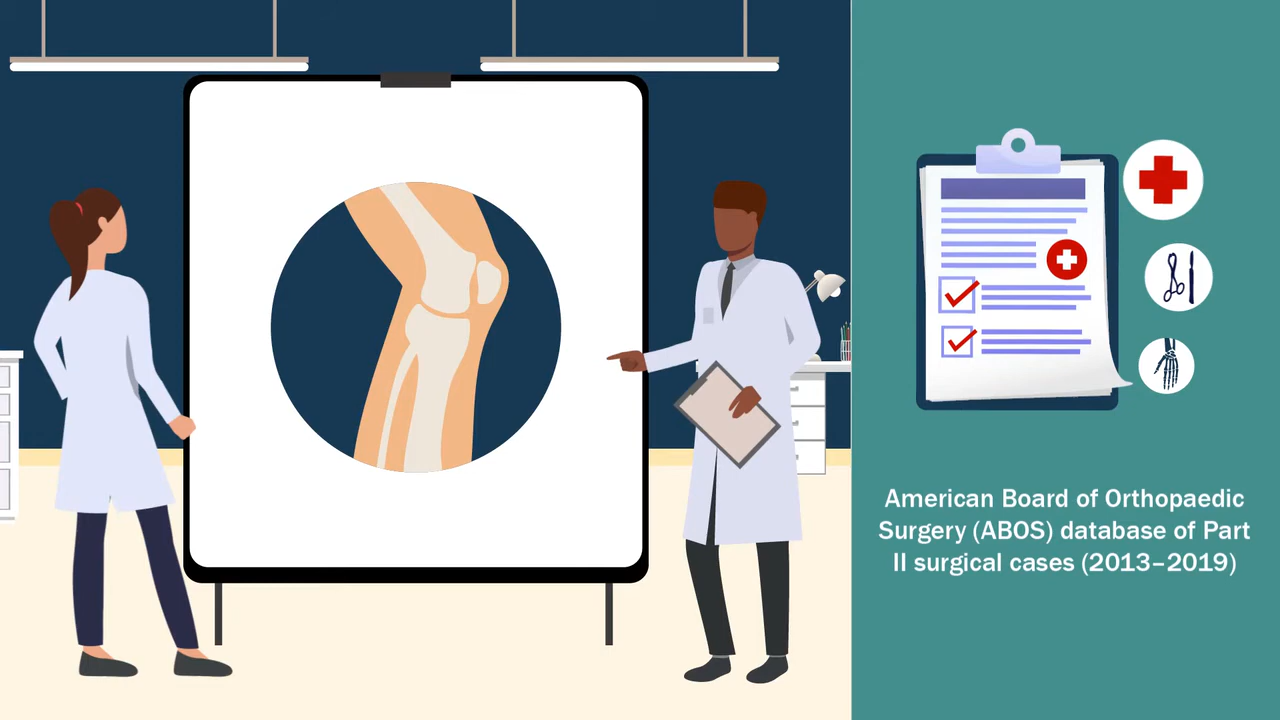 American Board of Orthopaedic
Surgery (ABOS) database of Part
II surgical cases (2013–2019)